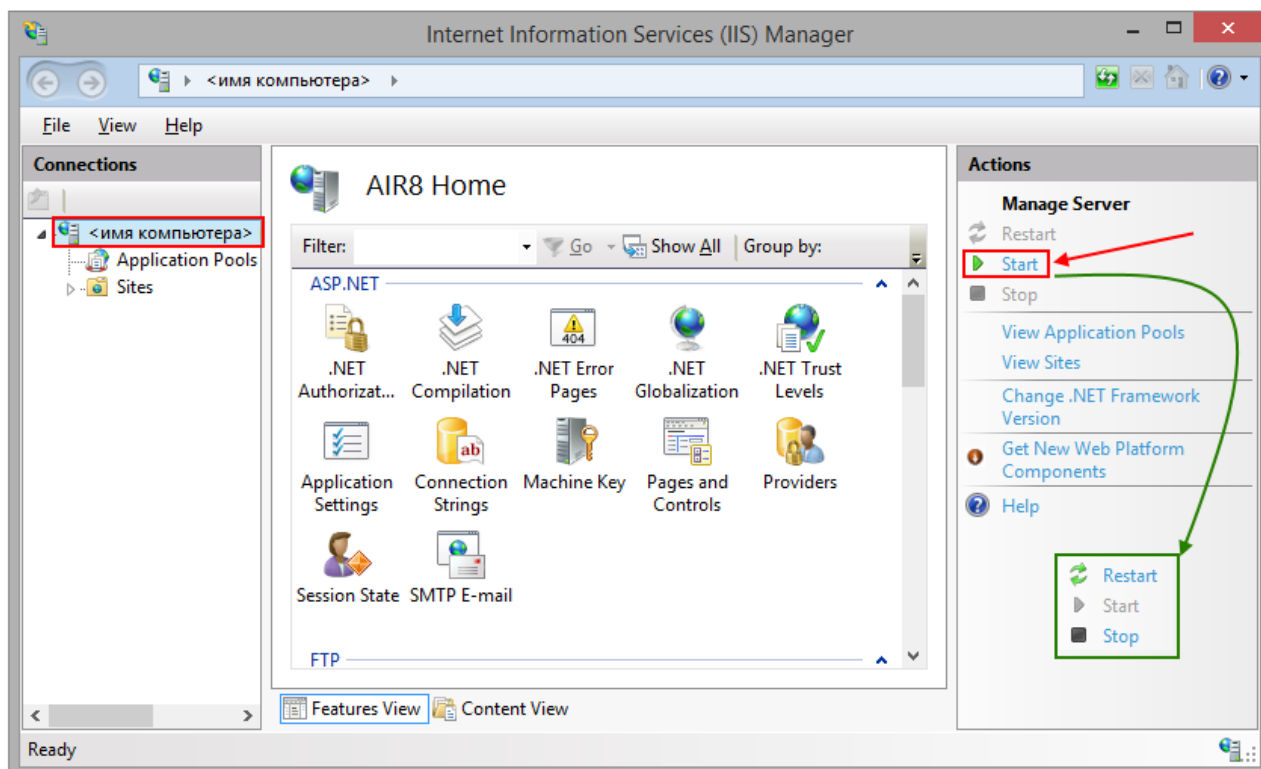 Internet Information Services (IIS) Manager
<имя компьютера>
File View Help
Connections
<имя компьютера>
Application Pools
Sites
AIR8 Home
Filter: Go Show All Group by:
ASP.NET
.NET Authorizat...
.NET Compilation
.NET Error Pages
.NET Globalization
.NET Trust Levels
Application Settings
Connection Strings
Machine Key
Pages and Controls
Providers
Session State
SMTP E-mail
404
ab
FTP
Features View Content View
Actions
Manage Server
Restart
Start
Stop
View Application Pools
View Sites
Change .NET Framework
Version
Get New Web Platform
Components
Help
Restart
Start
Stop
Ready